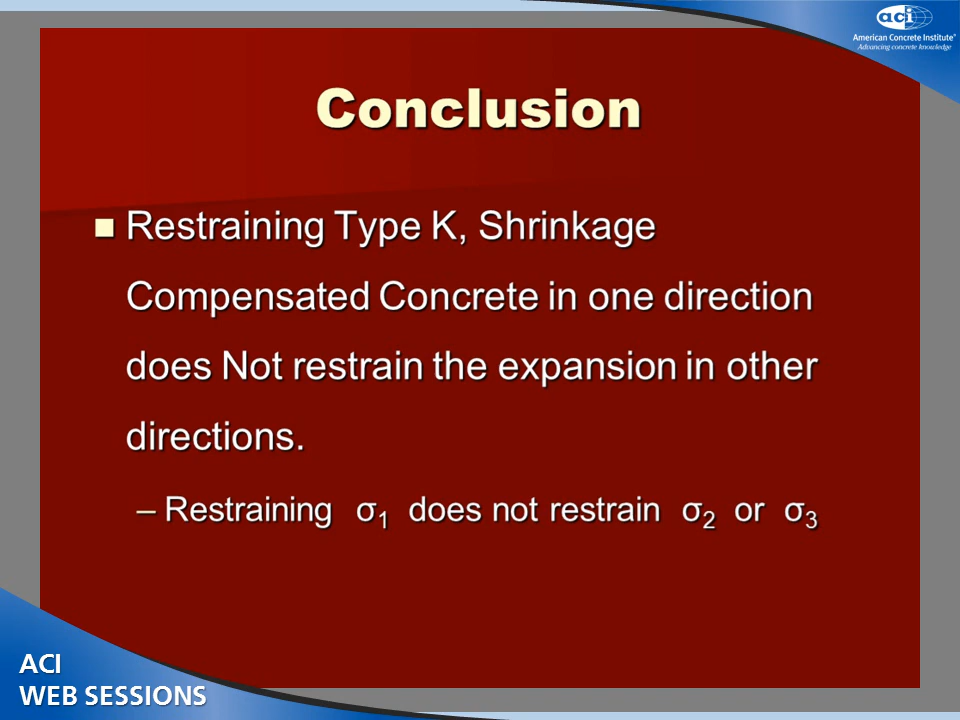 aci
American Concrete Institute®
Advancing concrete knowledge
Conclusion
Restraining Type K, Shrinkage
Compensated Concrete in one direction
does Not restrain the expansion in other
directions.
– Restraining σ₁ does not restrain σ₂ or σ₃
ACI
WEB SESSIONS